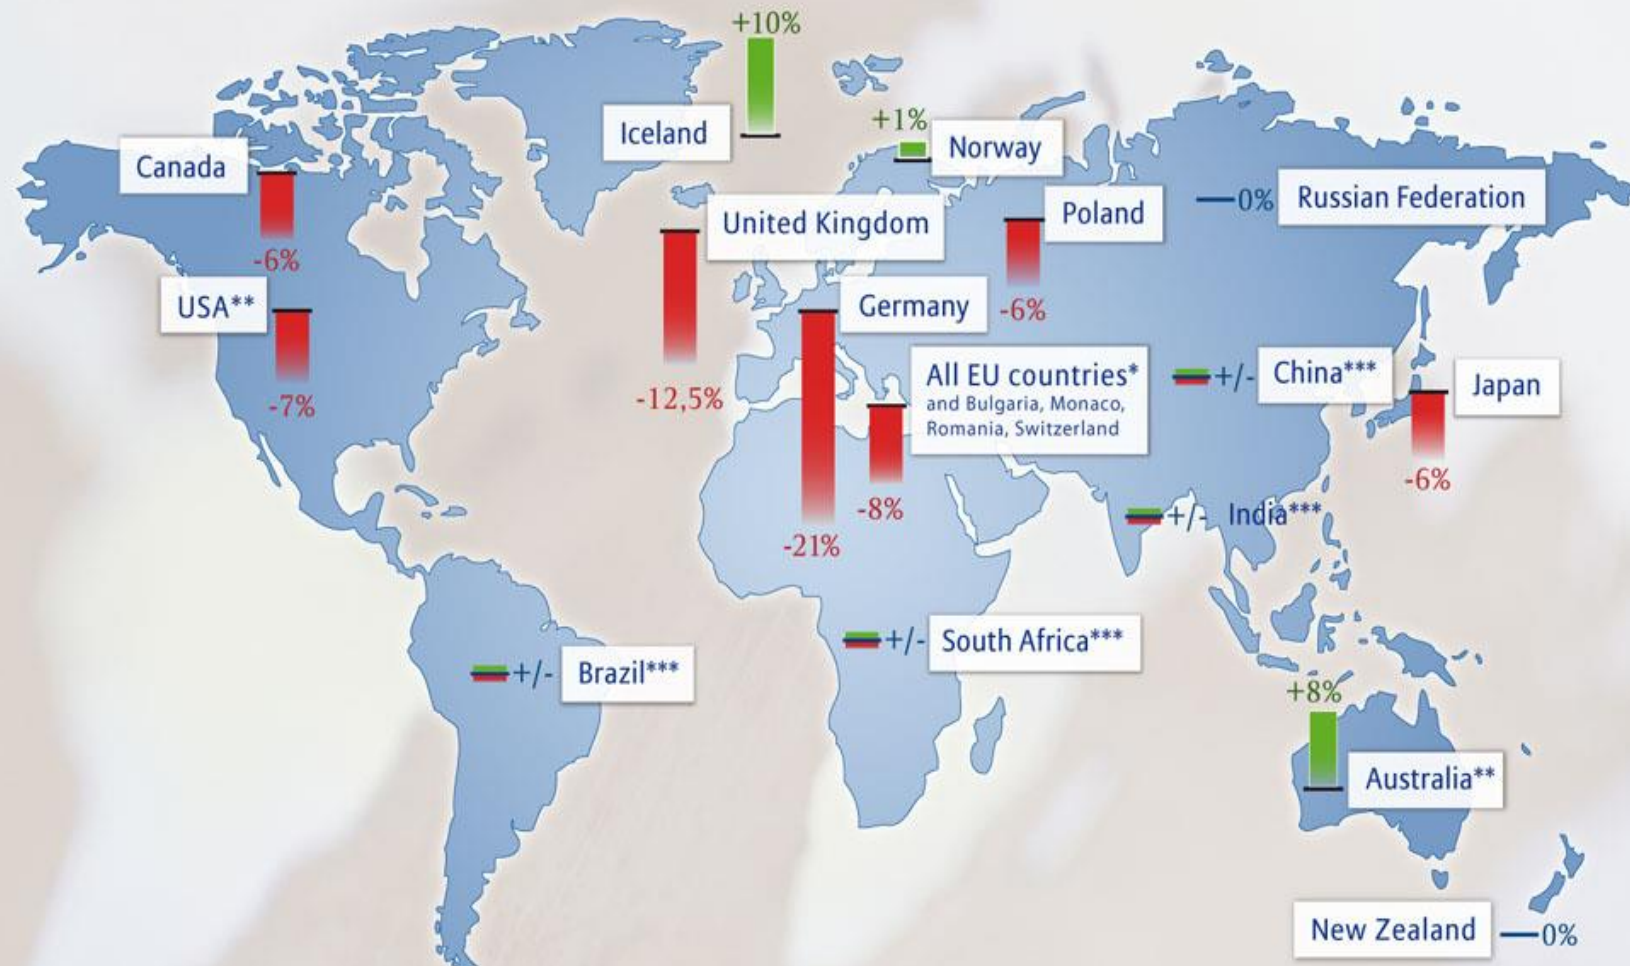 +10%
Iceland
+1%
Norway
Canada
-6%
United Kingdom
-12,5%
Poland
-6%
0%
Russian Federation
USA**
-7%
Germany
-21%
All EU countries*
and Bulgaria, Monaco,
Romania, Switzerland
-8%
+/-
China***
Japan
-6%
+/-
India***
+/-
South Africa***
+/-
Brazil***
+8%
Australia**
New Zealand
0%